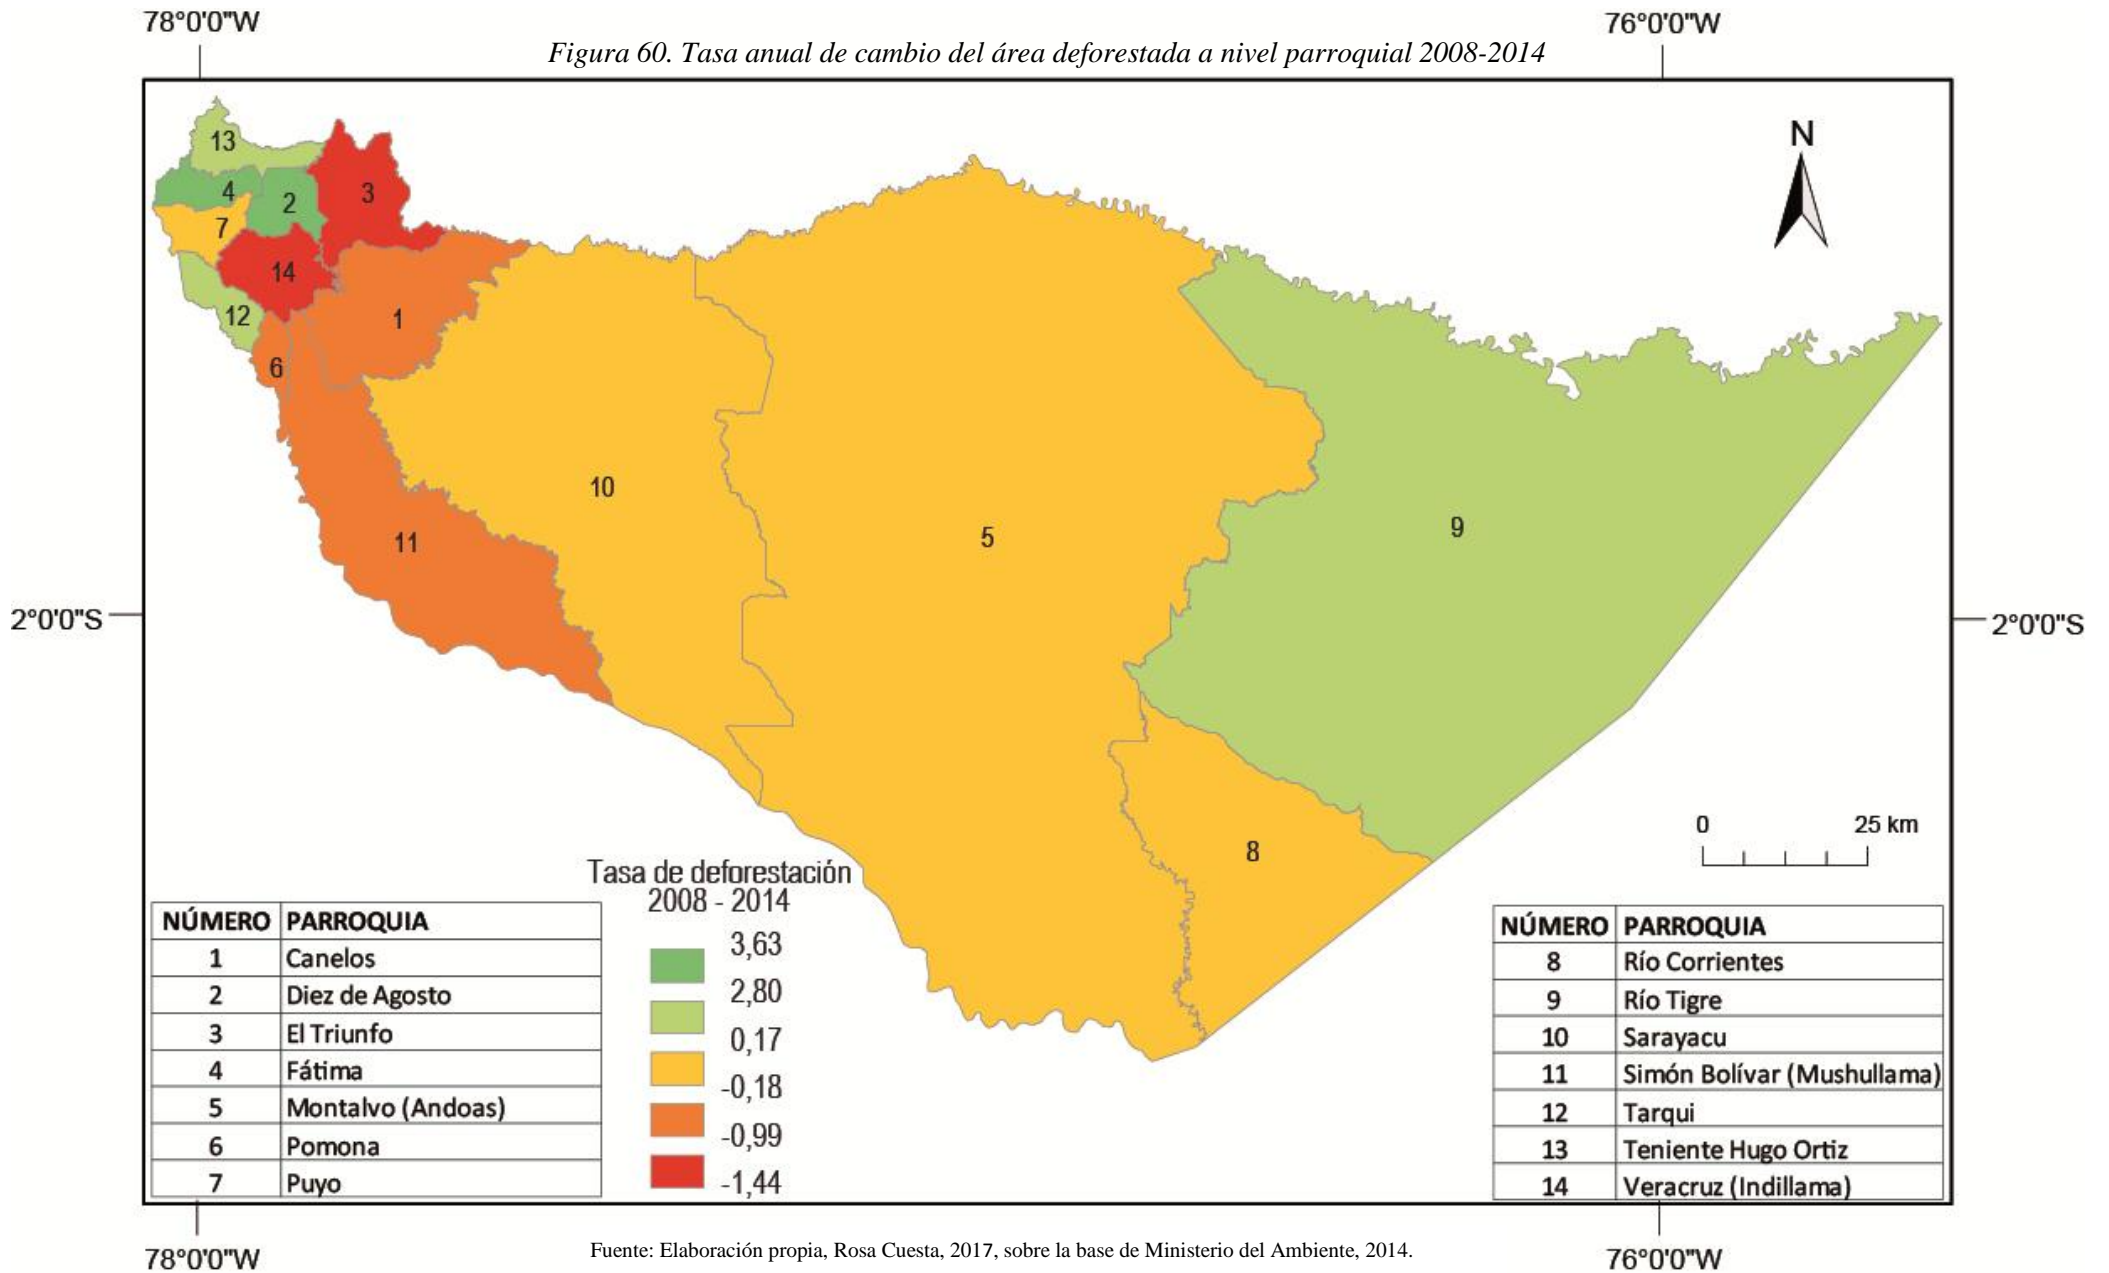 78°0'0"W
76°0'0"W
Figura 60. Tasa anual de cambio del área deforestada a nivel parroquial 2008-2014
N
13
4
2
3
7
14
1
12
6
10
5
9
11
8
2°0'0"S
2°0'0"S
0 25 km
Tasa de deforestación
2008 - 2014
3,63
2,80
0,17
-0,18
-0,99
-1,44
NÚMERO PARROQUIA
1 Canelos
2 Diez de Agosto
3 El Triunfo
4 Fátima
5 Montalvo (Andoas)
6 Pomona
7 Puyo
NÚMERO PARROQUIA
8 Río Corrientes
9 Río Tigre
10 Sarayacu
11 Simón Bolívar (Mushullama)
12 Tarqui
13 Teniente Hugo Ortiz
14 Veracruz (Indillama)
78°0'0"W
76°0'0"W
Fuente: Elaboración propia, Rosa Cuesta, 2017, sobre la base de Ministerio del Ambiente, 2014.